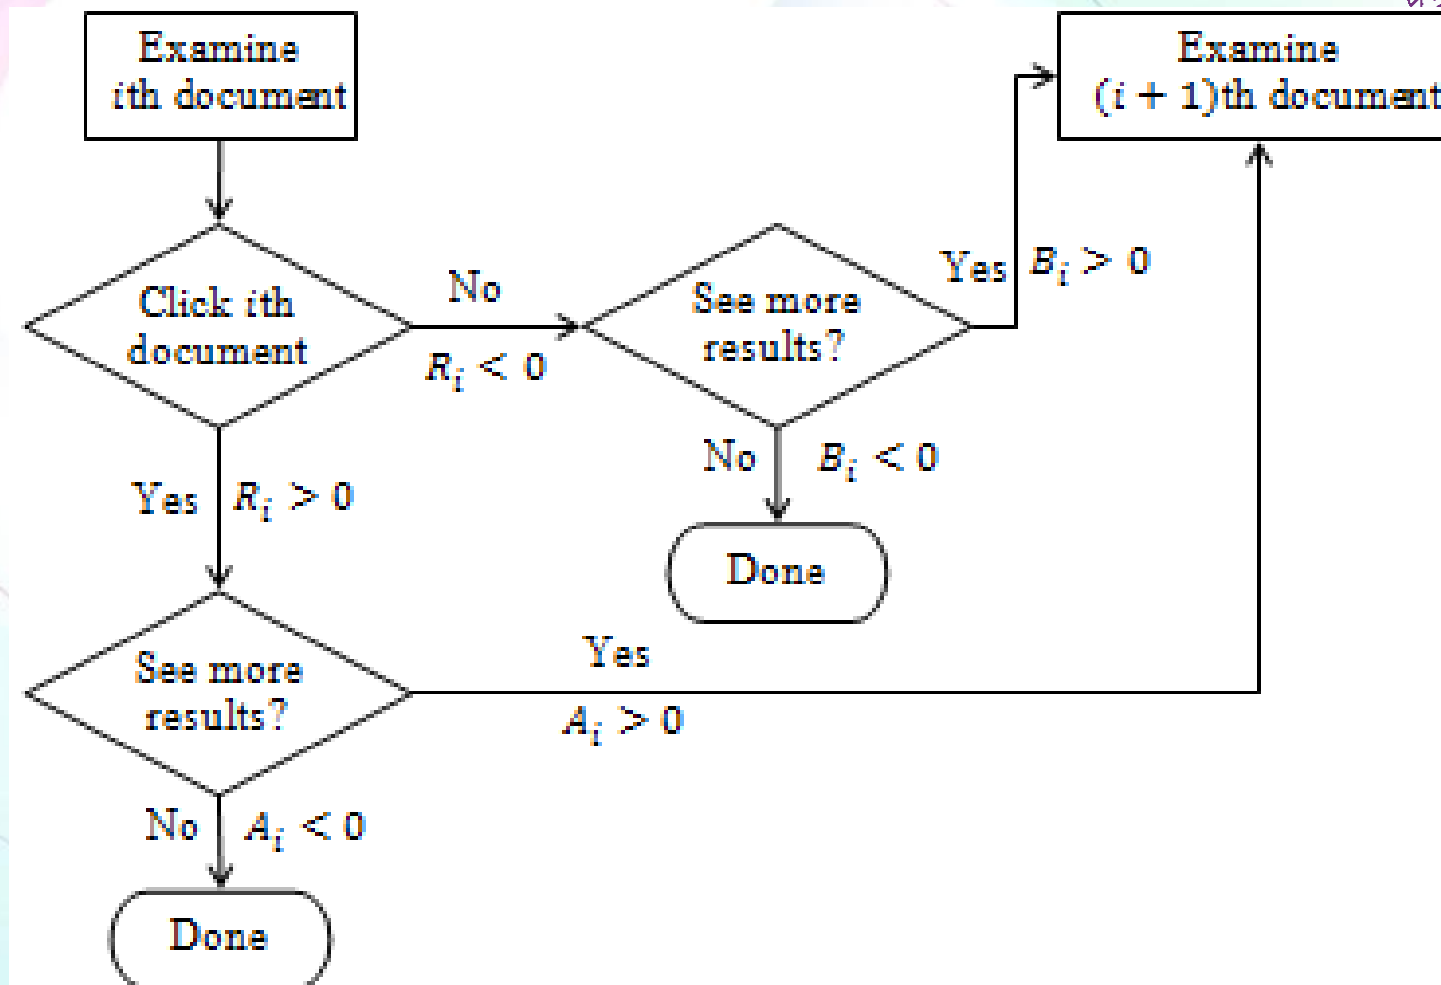 Examine
ith document
Examine
(i + 1)th document
Click ith
document
No
R_i < 0
See more
results?
Yes B_i > 0
No B_i < 0
Done
Yes R_i > 0
See more
results?
Yes
A_i > 0
No A_i < 0
Done